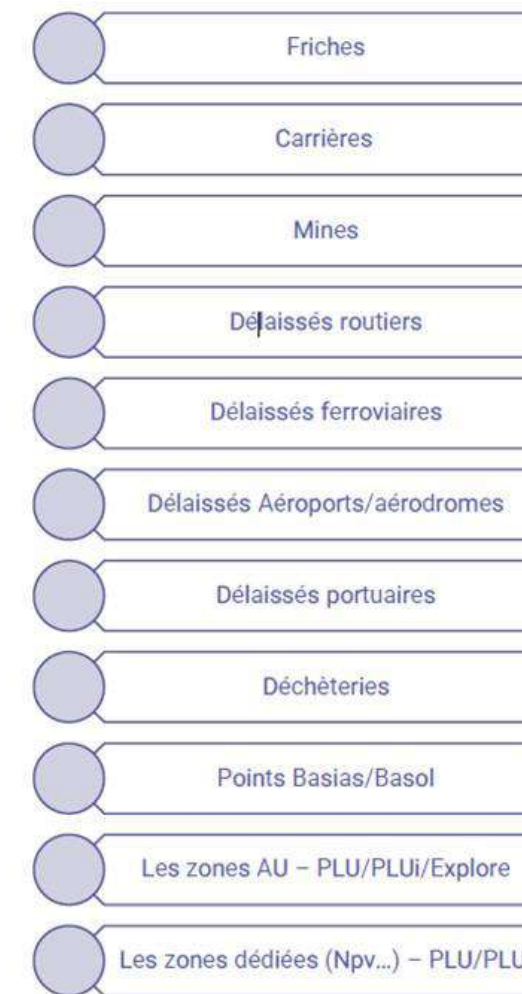 Friches
Carrières
Mines
Délaissés routiers
Délaissés ferroviaires
Délaissés Aéroports/aérodromes
Délaissés portuaires
Déchèteries
Points Basias/Basol
Les zones AU – PLU/PLUi/Explore
Les zones dédiées (Npv...) – PLU/PLU